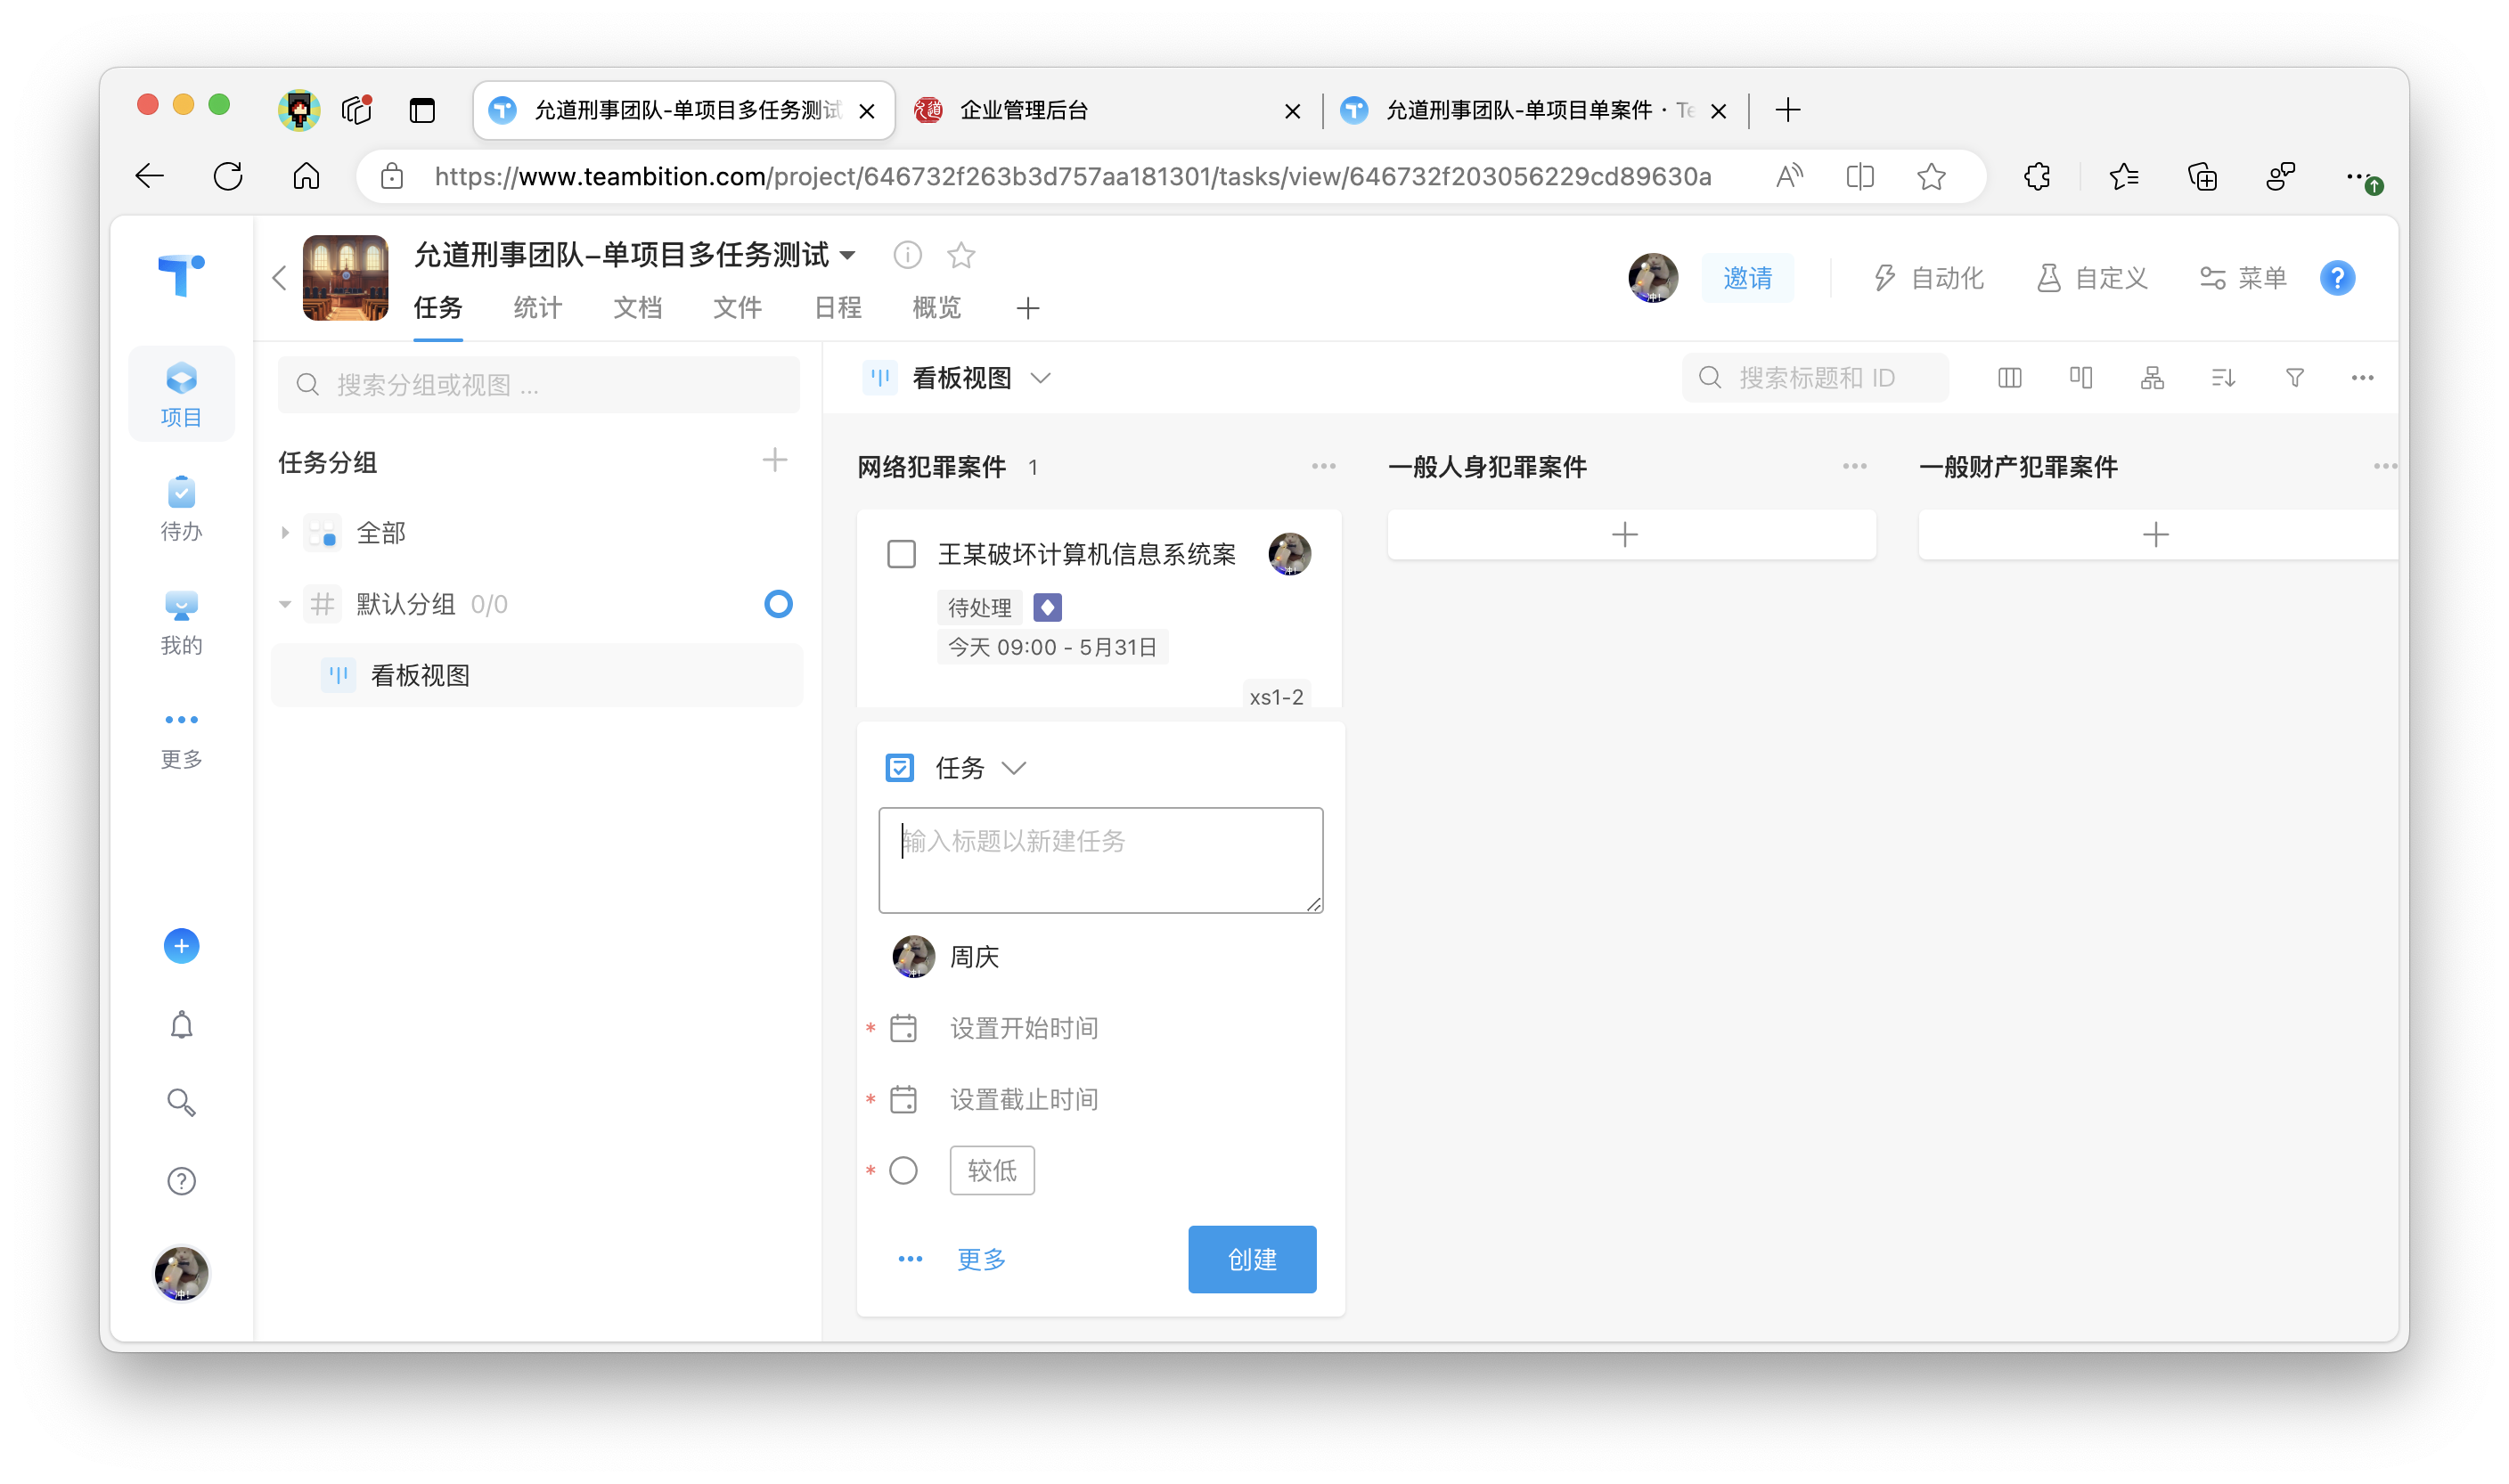 允道刑事团队-单项目多任务测试
企业管理后台
允道刑事团队-单项目单案件 · Te
https://www.teambition.com/project/646732f263b3d757aa181301/tasks/view/646732f203056229cd89630a
允道刑事团队-单项目多任务测试
邀请
自动化
自定义
菜单
任务 统计 文档 文件 日程 概览
项目
待办
我的
更多
搜索分组或视图 ...
任务分组
全部
默认分组 0/0
看板视图
看板视图
搜索标题和 ID
网络犯罪案件 1
一般人身犯罪案件
一般财产犯罪案件
王某破坏计算机信息系统案
待处理
今天 09:00 - 5月31日
xs1-2
任务
输入标题以新建任务
周庆
* 设置开始时间
* 设置截止时间
* 较低
更多
创建